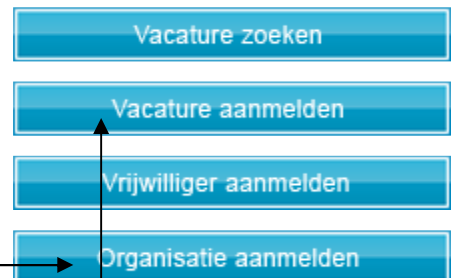 Vacature zoeken
Vacature aanmelden
Vrijwilliger aanmelden
Organisatie aanmelden